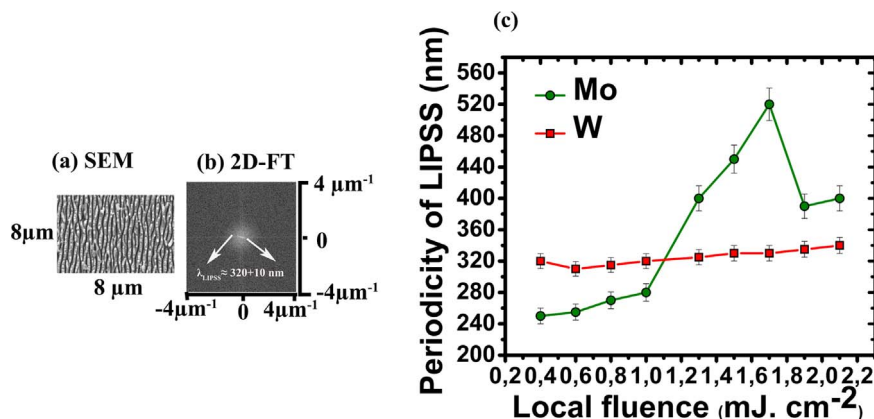 (a) SEM
8μm
8 μm
(b) 2D-FT
4 μm-1
0
-4μm-1
λLIPSS≈ 320+10 nm
-4μm-1 0 4μm-1
(c)
Periodicity of LIPSS (nm)
560
520
480
440
400
360
320
280
240
200
Mo
W
0,2 0,4 0,6 0,8 1,0 1,2 1,4 1,6 1,8 2,0 2,2
Local fluence (mJ. cm-2)